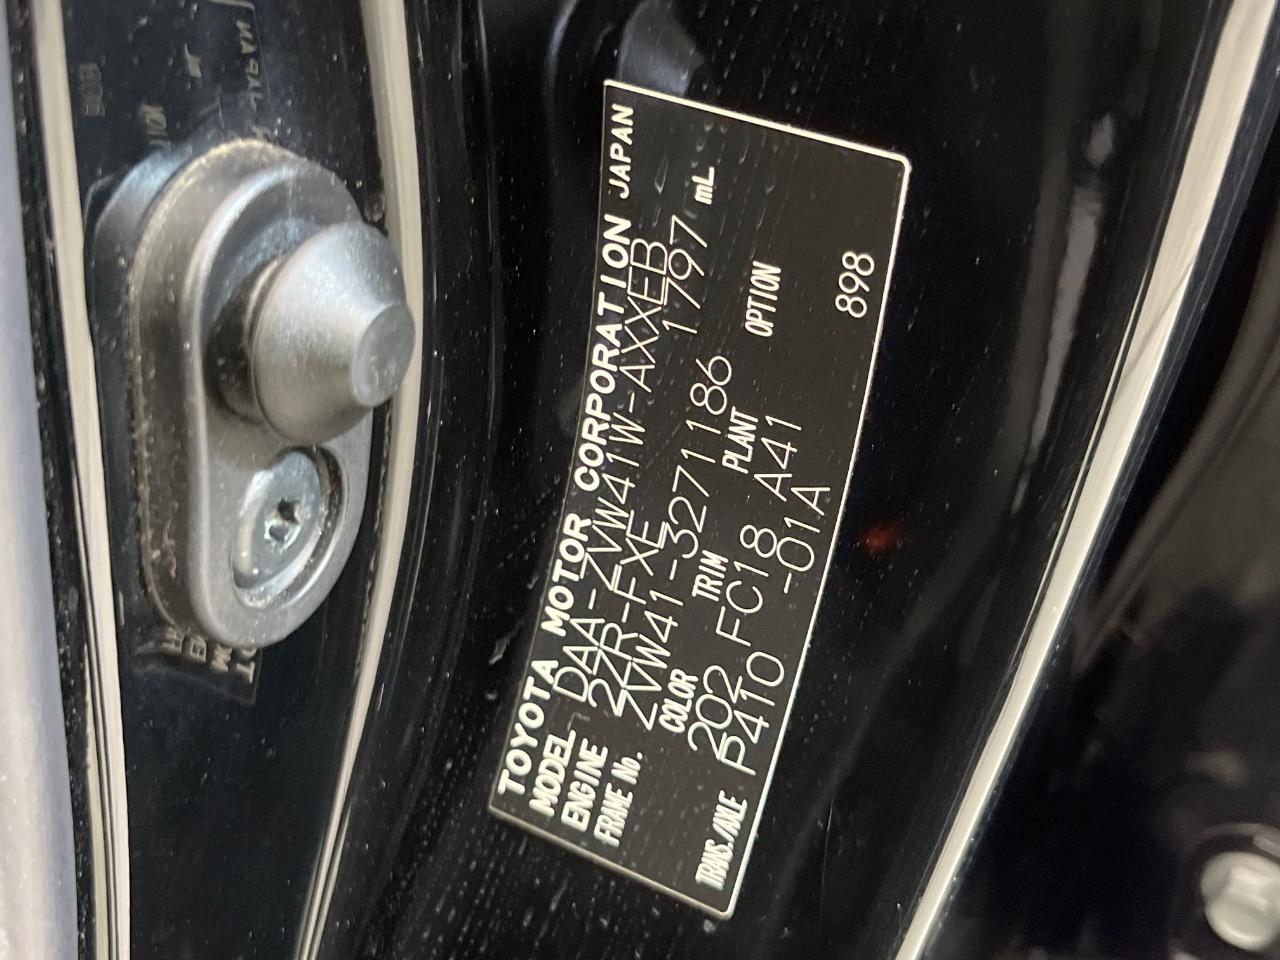 TOYOTA MOTOR CORPORATION JAPAN
MODEL DAA-ZVW41W-AXXEB
ENGINE 2ZR-FXE 1797 mL
FRAME No. ZVW41-3271186
COLOR TRIM PLANT OPTION
202 FC18 A41
TRANS./AXLE P410 -01A 898